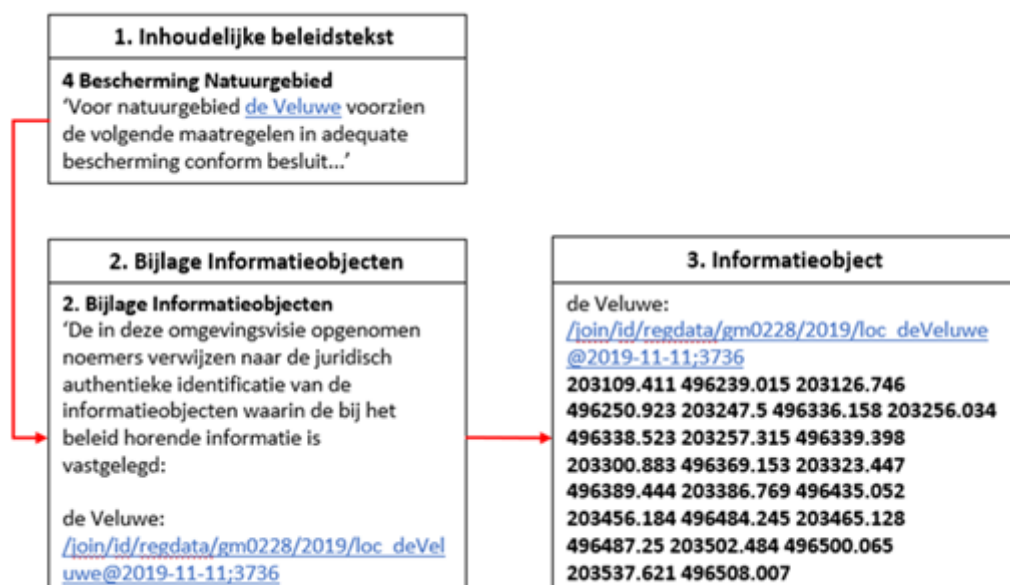 1. Inhoudelijke beleidstekst
4 Bescherming Natuurgebied
‘Voor natuurgebied de Veluwe voorzien
de volgende maatregelen in adequate
bescherming conform besluit...’
2. Bijlage Informatieobjecten
2. Bijlage Informatieobjecten
‘De in deze omgevingsvisie opgenomen
noemers verwijzen naar de juridisch
authentieke identificatie van de
informatieobjecten waarin de bij het
beleid horende informatie is
vastgelegd:
de Veluwe:
/join/id/regdata/gm0228/2019/loc_deVel
uwe@2019-11-11;3736
3. Informatieobject
de Veluwe:
/join/id/regdata/gm0228/2019/loc_deVeluwe
@2019-11-11;3736
203109.411 496239.015 203126.746
496250.923 203247.5 496336.158 203256.034
496338.523 203257.315 496339.398
203300.883 496369.153 203323.447
496389.444 203386.769 496435.052
203456.184 496484.245 203465.128
496487.25 203502.484 496500.065
203537.621 496508.007